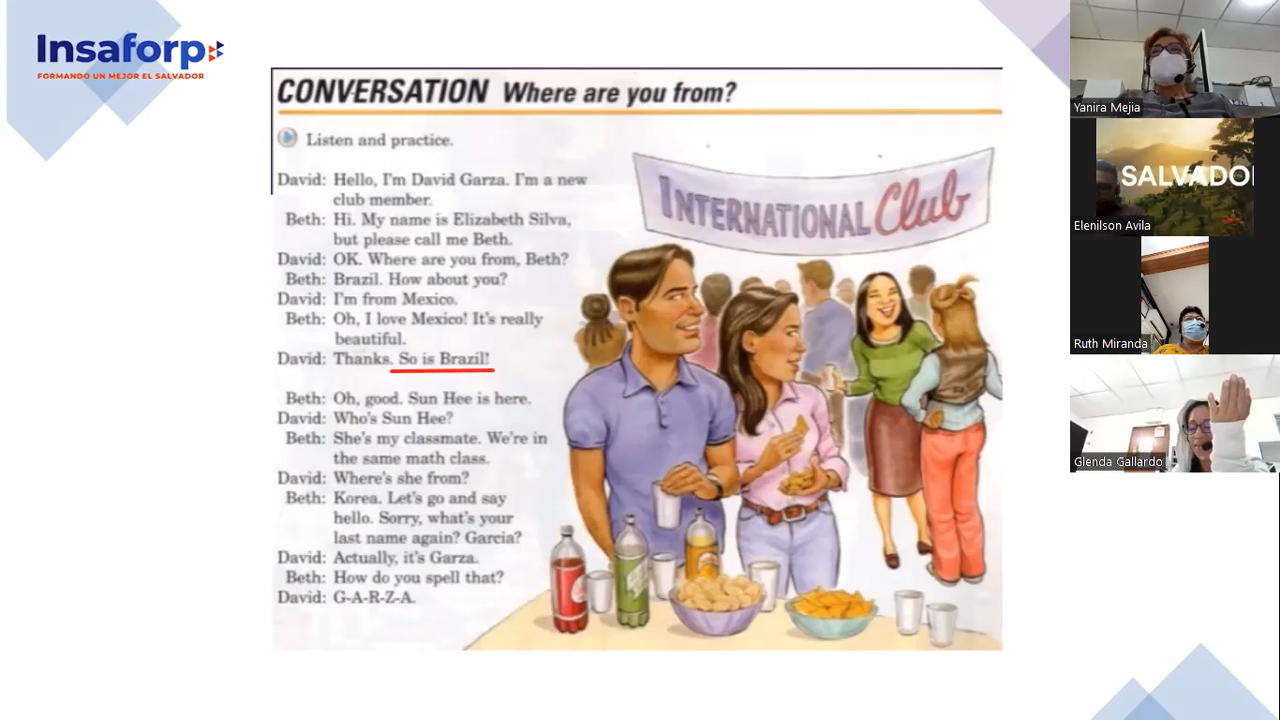 Insaforp
FORMANDO UN MEJOR EL SALVADOR
CONVERSATION Where are you from?
Listen and practice.
David: Hello, I'm David Garza. I'm a new
club member.
Beth: Hi. My name is Elizabeth Silva,
but please call me Beth.
David: OK. Where are you from, Beth?
Beth: Brazil. How about you?
David: I'm from Mexico.
Beth: Oh, I love Mexico! It's really
beautiful.
David: Thanks. So is Brazil!
Beth: Oh, good. Sun Hee is here.
David: Who's Sun Hee?
Beth: She's my classmate. We're in
the same math class.
David: Where's she from?
Beth: Korea. Let's go and say
hello. Sorry, what's your
last name again? Garcia?
David: Actually, it's Garza.
Beth: How do you spell that?
David: G-A-R-Z-A.
INTERNATIONAL Club
Yanira Mejia
SALVADO
Elenilson Avila
Ruth Miranda
Glenda Gallardo